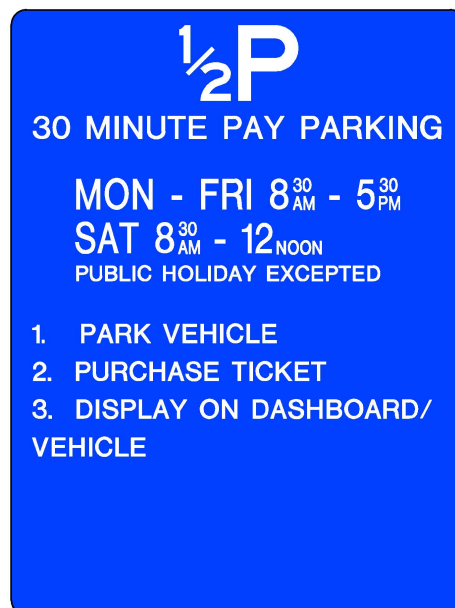 ½P
30 MINUTE PAY PARKING
MON - FRI 8 30 AM - 5 30 PM
SAT 8 30 AM - 12 NOON
PUBLIC HOLIDAY EXCEPTED
1. PARK VEHICLE
2. PURCHASE TICKET
3. DISPLAY ON DASHBOARD/
VEHICLE